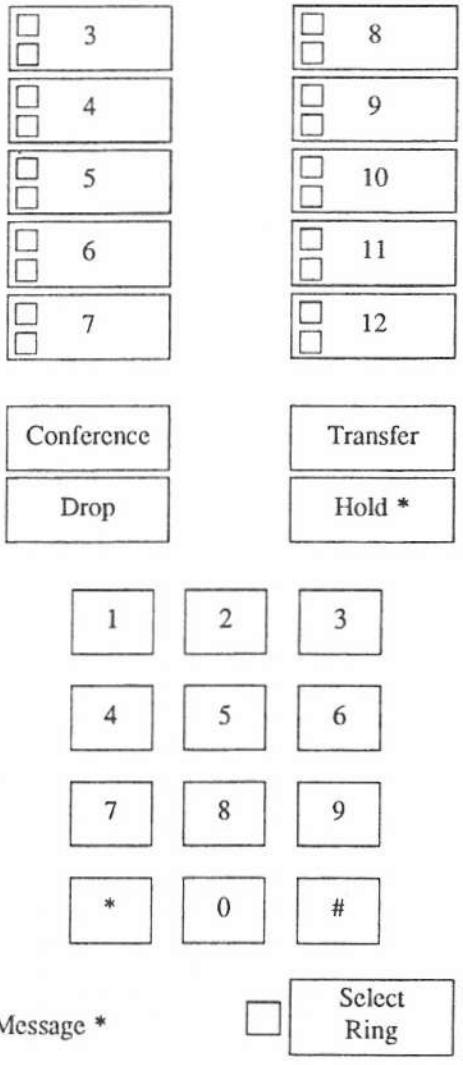 3 8
4 9
5 10
6 11
7 12
Conference Transfer
Drop Hold *
1 2 3
4 5 6
7 8 9
* 0 #
Message * Select
Ring